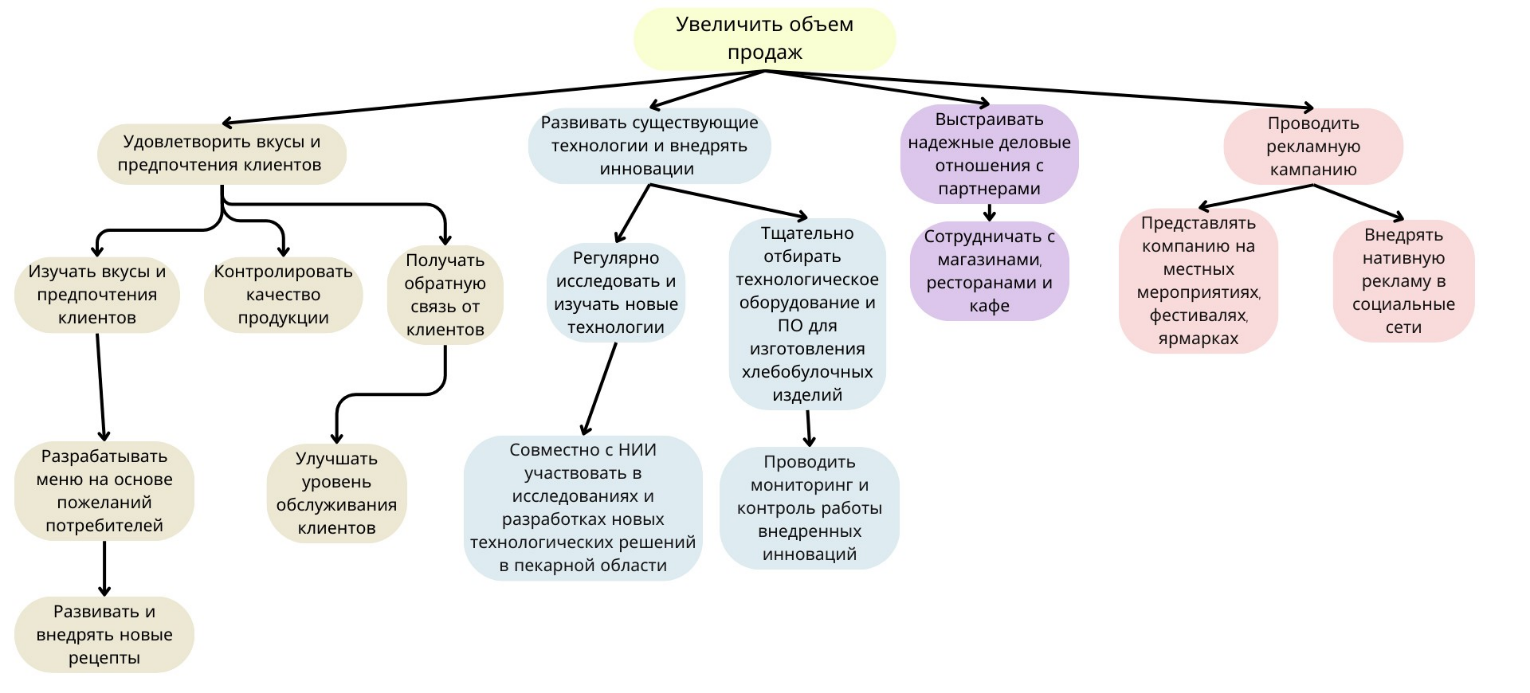 Увеличить объем
продаж
Удовлетворить вкусы и
предпочтения клиентов
Развивать существующие
технологии и внедрять
инновации
Выстраивать
надежные деловые
отношения с
партнерами
Проводить
рекламную
кампанию
Изучать вкусы и
предпочтения
клиентов
Контролировать
качество
продукции
Получать
обратную
связь от
клиентов
Регулярно
исследовать и
изучать новые
технологии
Тщательно
отбирать
технологическое
оборудование и
ПО для
изготовления
хлебобулочных
изделий
Сотрудничать с
магазинами,
ресторанами и
кафе
Представлять
компанию на
местных
мероприятиях,
фестивалях,
ярмарках
Внедрять
нативную
рекламу в
социальные
сети
Разрабатывать
меню на основе
пожеланий
потребителей
Улучшать
уровень
обслуживания
клиентов
Совместно с НИИ
участвовать в
исследованиях и
разработках новых
технологических решений
в пекарной области
Проводить
мониторинг и
контроль работы
внедренных
инноваций
Развивать и
внедрять новые
рецепты